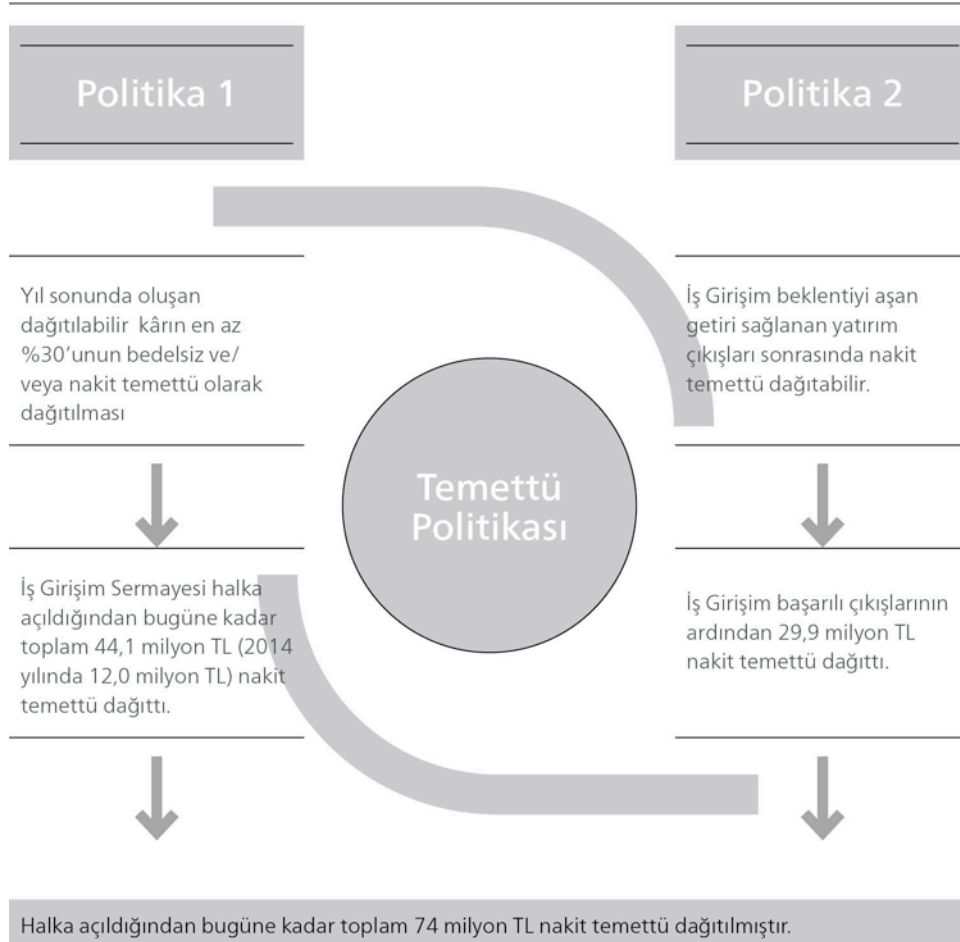 Politika 1
Yıl sonunda oluşan
dağıtılabilir kârın en az
%30'unun bedelsiz ve/
veya nakit temettü olarak
dağıtılması
İş Girişim Sermayesi halka
açıldığından bugüne kadar
toplam 44,1 milyon TL (2014
yılında 12,0 milyon TL) nakit
temettü dağıttı.
Temettü
Politikası
Politika 2
İş Girişim beklentiyi aşan
getiri sağlanan yatırım
çıkışları sonrasında nakit
temettü dağıtabilir.
İş Girişim başarılı çıkışlarının
ardından 29,9 milyon TL
nakit temettü dağıttı.
Halka açıldığından bugüne kadar toplam 74 milyon TL nakit temettü dağıtılmıştır.